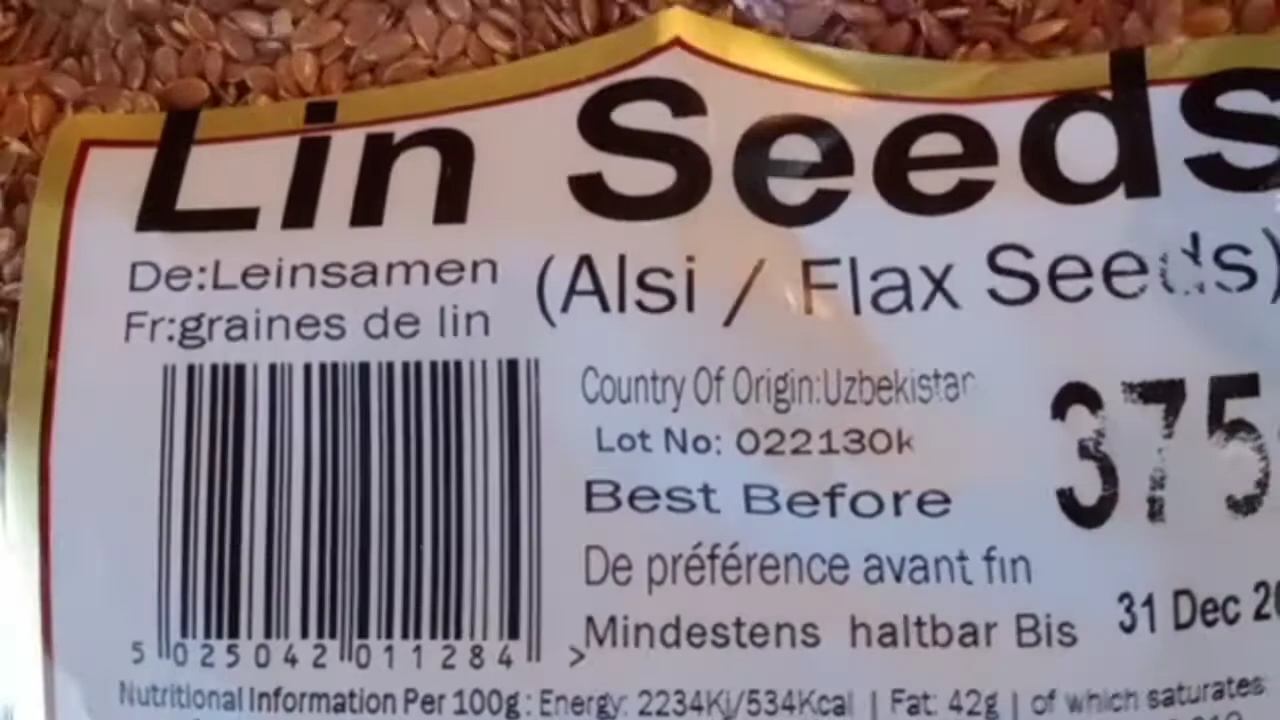 Lin Seeds
De:Leinsamen
Fr:graines de lin
(Alsi / Flax Seeds)
Country Of Origin:Uzbekistan
Lot No: 022130k
375
Best Before
De préférence avant fin
Mindestens haltbar Bis
31 Dec
5 025042 011284 >
Nutritional Information Per 100g: Energy: 2234Kj/534Kcal | Fat: 42g | of which saturates